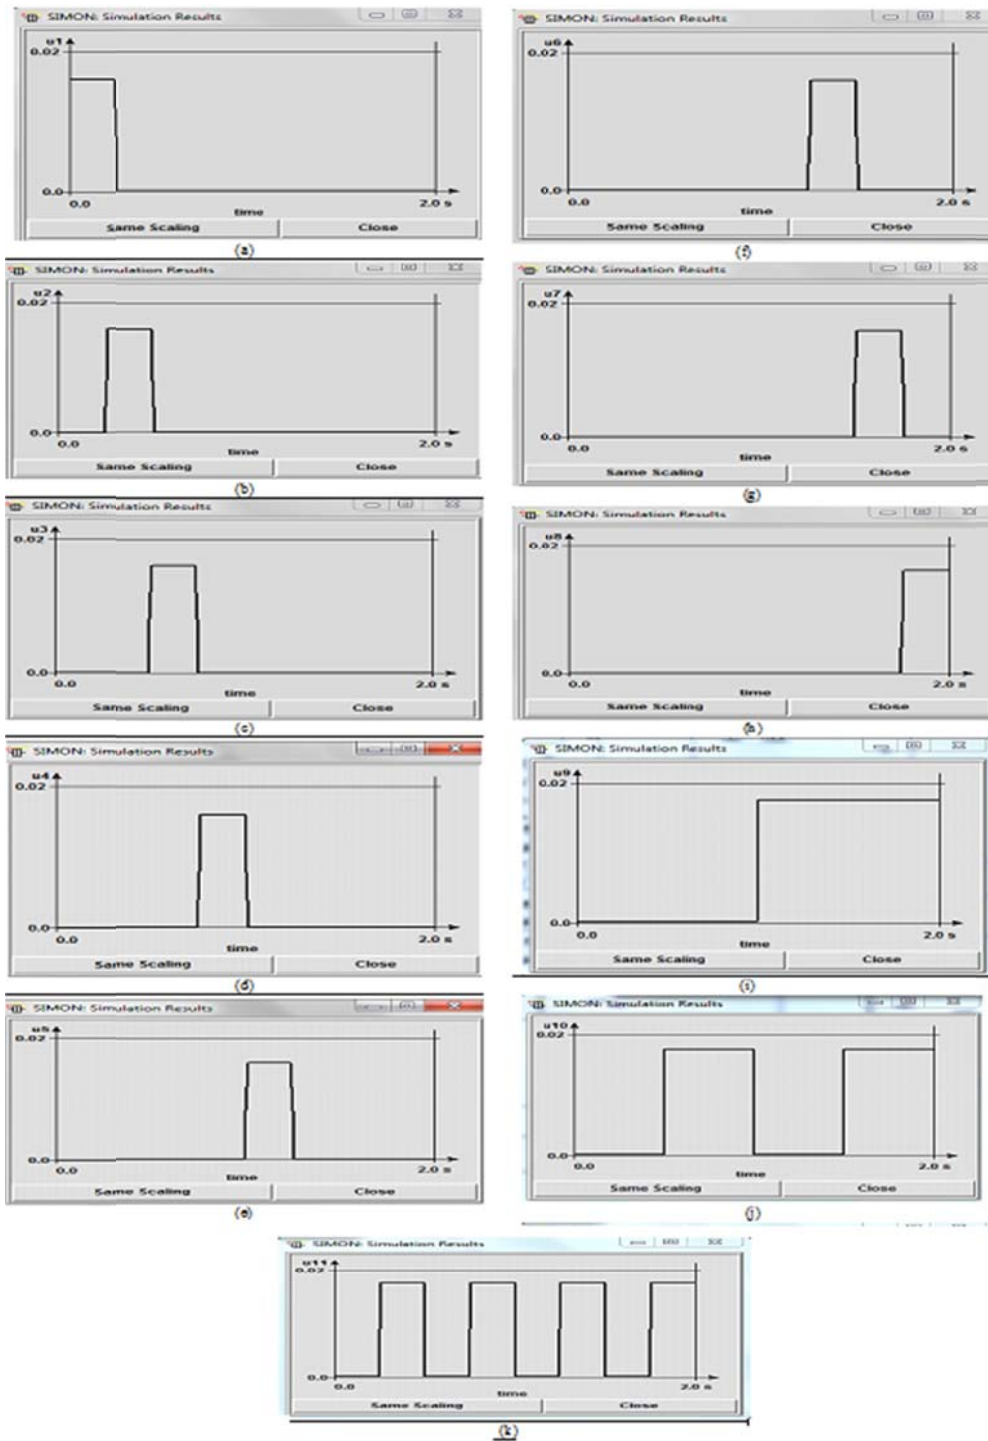 SIMON: Simulation Results
u1
0.02
0.0
0.0 2.0 s
time
Same Scaling Close
(a)
SIMON: Simulation Results
u2
0.02
0.0
0.0 2.0 s
time
Same Scaling Close
(b)
SIMON: Simulation Results
u3
0.02
0.0
0.0 2.0 s
time
Same Scaling Close
(c)
SIMON: Simulation Results
u4
0.02
0.0
0.0 2.0 s
time
Same Scaling Close
(d)
SIMON: Simulation Results
u5
0.02
0.0
0.0 2.0 s
time
Same Scaling Close
(e)
SIMON: Simulation Results
u6
0.02
0.0
0.0 2.0 s
time
Same Scaling Close
(f)
SIMON: Simulation Results
u7
0.02
0.0
0.0 2.0 s
time
Same Scaling Close
(g)
SIMON: Simulation Results
u8
0.02
0.0
0.0 2.0 s
time
Same Scaling Close
(h)
SIMON: Simulation Results
u9
0.02
0.0
0.0 2.0 s
time
Same Scaling Close
(i)
SIMON: Simulation Results
u10
0.02
0.0
0.0 2.0 s
time
Same Scaling Close
(j)
SIMON: Simulation Results
u11
0.02
0.0
0.0 2.0 s
time
Same Scaling Close
(k)